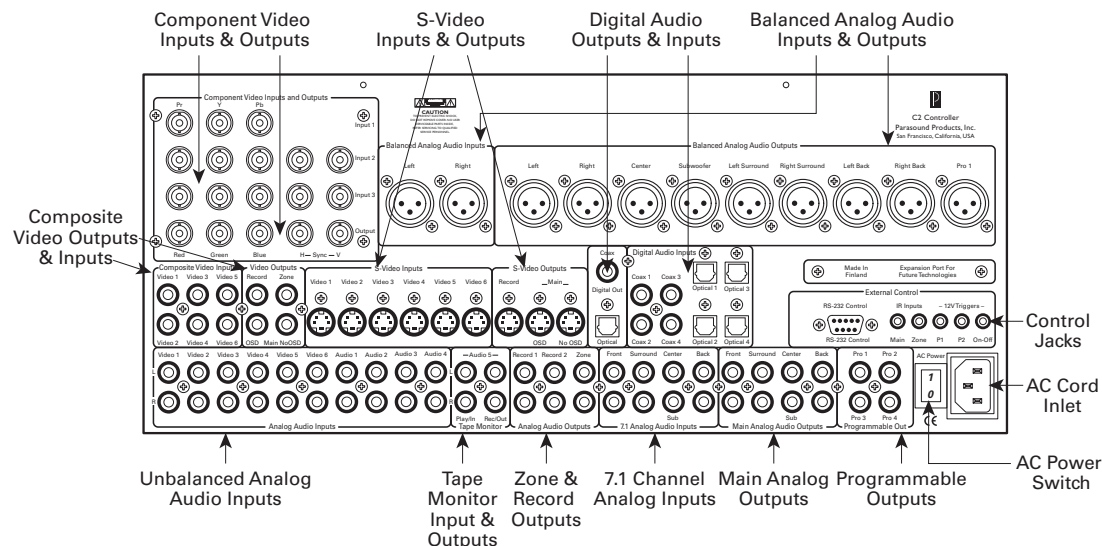 Component Video
Inputs & Outputs
S-Video
Inputs & Outputs
Digital Audio
Outputs & Inputs
Balanced Analog Audio
Inputs & Outputs
Component Video Inputs and Outputs
Pr Y Pb
Input 1
Input 2
Input 3
Output
Red Green Blue H — Sync — V
CAUTION
C2 Controller
Parasound Products, Inc.
San Francisco, California, USA
Balanced Analog Audio Inputs
Left Right
Balanced Analog Audio Outputs
Left Right Center Subwoofer Left Surround Right Surround Left Back Right Back Pro 1
Composite
Video Outputs
& Inputs
Composite Video Inputs
Video 1 Video 3 Video 5
Video 2 Video 4 Video 6
Video Outputs
Record Zone
OSD Main NoOSD
S-Video Inputs
Video 1 Video 2 Video 3 Video 4 Video 5 Video 6
S-Video Outputs
Record Main
OSD No OSD
Coax
Digital Out
Optical
Digital Audio Inputs
Coax 1 Coax 3
Optical 1 Optical 3
Coax 2 Coax 4
Optical 2 Optical 4
Made In
Finland
Expansion Port For
Future Technologies
External Control
RS-232 Control IR Inputs – 12V Triggers –
RS-232 Control Main Zone P1 P2 On-Off
Control
Jacks
Video 1 Video 2 Video 3 Video 4 Video 5 Video 6 Audio 1 Audio 2 Audio 3 Audio 4
L
R
Analog Audio Inputs
Audio 5
L
R
Play/In Rec/Out
Tape Monitor
Record 1 Record 2 Zone
Analog Audio Outputs
Front Surround Center Back
Sub
7.1 Analog Audio Inputs
Front Surround Center Back
Sub
Main Analog Audio Outputs
Pro 1 Pro 2
Pro 3 Pro 4
Programmable Out
AC Power
1
0
CE
AC Cord
Inlet
AC Power
Switch
Unbalanced Analog
Audio Inputs
Tape
Monitor
Input &
Outputs
Zone &
Record
Outputs
7.1 Channel
Analog Inputs
Main Analog
Outputs
Programmable
Outputs